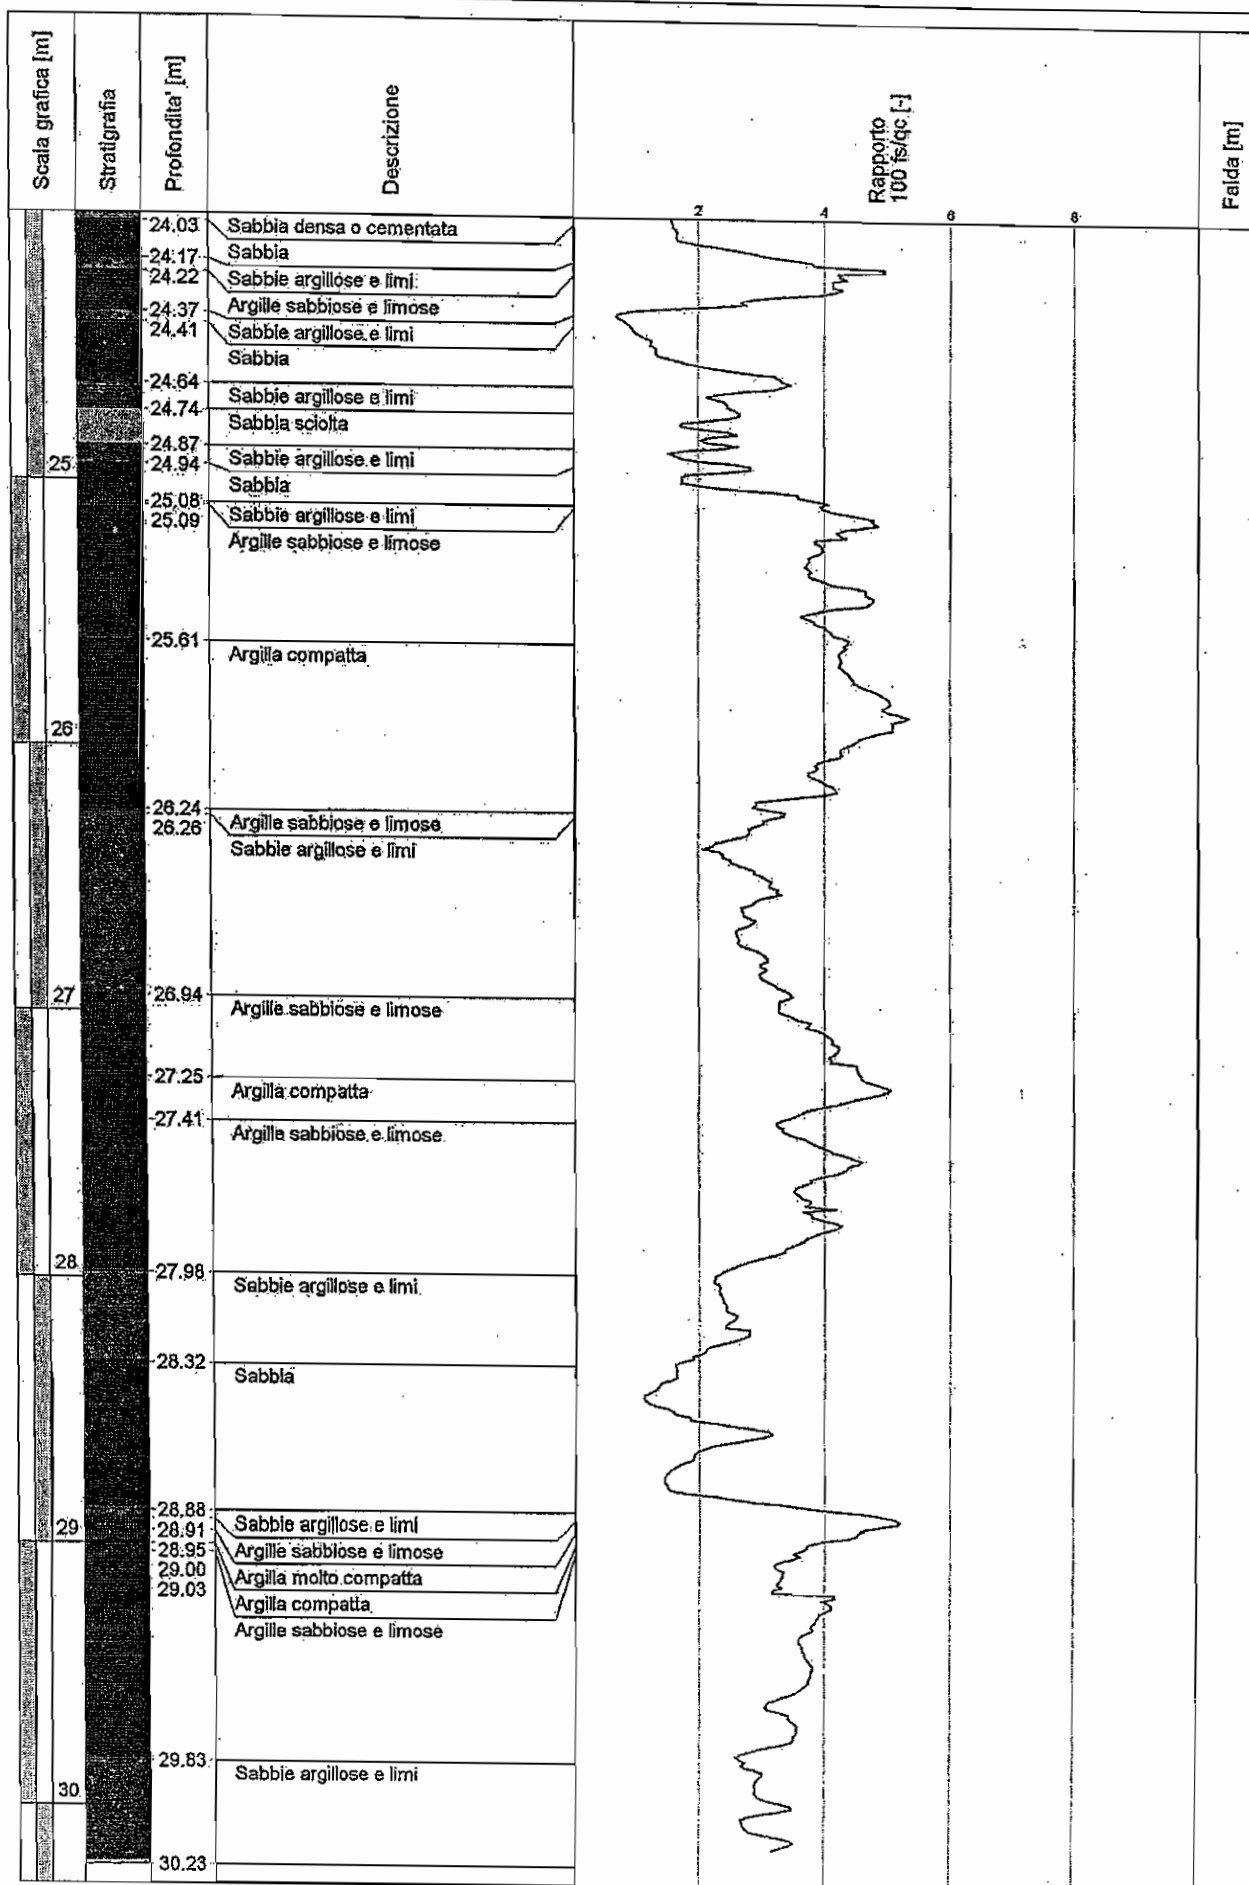 Scala grafica [m]
Stratigrafia
Profondita' [m]
Descrizione
Rapporto
100 fs/qc [-]
Falda [m]
2 4 6 8
24.03 Sabbia densa o cementata
24.17 Sabbia
24.22 Sabbie argillose e limi
24.37 Argille sabbiose e limose
24.41 Sabbie argillose e limi
Sabbia
24.64
Sabbie argillose e limi
24.74
Sabbia sciolta
24.87
25 24.94 Sabbie argillose e limi
Sabbia
25.08
25.09 Sabbie argillose e limi
Argille sabbiose e limose
25.61
Argilla compatta
26
26.24
26.26 Argille sabbiose e limose
Sabbie argillose e limi
27 26.94
Argille sabbiose e limose
27.25
Argilla compatta
27.41
Argille sabbiose e limose
28 27.98
Sabbie argillose e limi
28.32
Sabbia
28.88
29 28.91 Sabbie argillose e limi
28.95 Argille sabbiose e limose
29.00 Argilla molto compatta
29.03 Argilla compatta
Argille sabbiose e limose
29.83
Sabbie argillose e limi
30
30.23